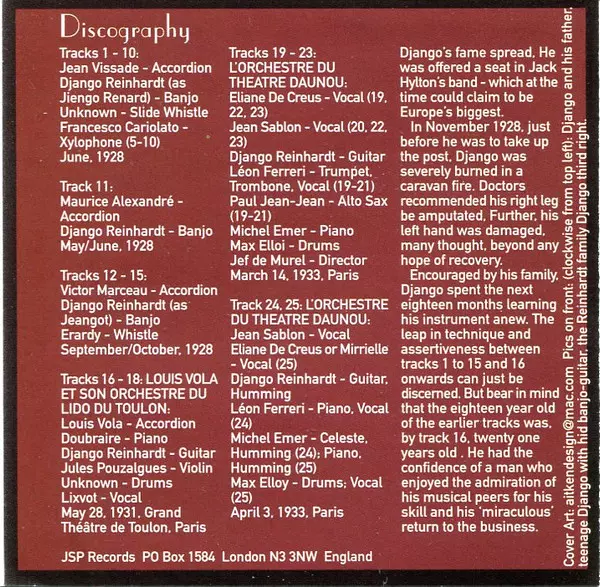 Discography
Tracks 1 - 10:
Jean Vissade - Accordion
Django Reinhardt (as
Jiengo Renard) - Banjo
Unknown - Slide Whistle
Francesco Cariolato -
Xylophone (5-10)
June, 1928
Track 11:
Maurice Alexandré -
Accordion
Django Reinhardt - Banjo
May/June, 1928
Tracks 12 - 15:
Victor Marceau - Accordion
Django Reinhardt (as
Jeangot) - Banjo
Erardy - Whistle
September/October, 1928
Tracks 16 - 18: LOUIS VOLA
ET SON ORCHESTRE DU
LIDO DU TOULON:
Louis Vola - Accordion
Doubraire - Piano
Django Reinhardt - Guitar
Jules Pouzalgues - Violin
Unknown - Drums
Lixvot - Vocal
May 28, 1931, Grand
Théâtre de Toulon, Paris
Tracks 19 - 23:
L'ORCHESTRE DU
THEATRE DAUNOU:
Eliane De Creus - Vocal (19,
22, 23)
Jean Sablon - Vocal (20, 22,
23)
Django Reinhardt - Guitar
Léon Ferreri - Trumpet,
Trombone, Vocal (19-21)
Paul Jean-Jean - Alto Sax
(19-21)
Michel Emer - Piano
Max Elloi - Drums
Jef de Murel - Director
March 14, 1933, Paris
Track 24, 25: L'ORCHESTRE
DU THEATRE DAUNOU:
Jean Sablon - Vocal
Eliane De Creus or Mirrielle
- Vocal (25)
Django Reinhardt - Guitar,
Humming
Léon Ferreri - Piano, Vocal
(24)
Michel Emer - Celeste,
Humming (24): Piano,
Humming (25)
Max Elloy - Drums; Vocal
(25)
April 3, 1933, Paris
Django's fame spread. He
was offered a seat in Jack
Hylton's band - which at the
time could claim to be
Europe's biggest.
In November 1928, just
before he was to take up
the post, Django was
severely burned in a
caravan fire. Doctors
recommended his right leg
be amputated, Further, his
left hand was damaged,
many thought, beyond any
hope of recovery.
Encouraged by his family,
Django spent the next
eighteen months learning
his instrument anew. The
leap in technique and
assertiveness between
tracks 1 to 15 and 16
onwards can just be
discerned. But bear in mind
that the eighteen year old
of the earlier tracks was,
by track 16, twenty one
years old . He had the
confidence of a man who
enjoyed the admiration of
his musical peers for his
skill and his 'miraculous'
return to the business.
JSP Records PO Box 1584 London N3 3NW England
Cover Art: aitkendesign@mac.com Pics on front: (clockwise from top left): Django and his father,
teenage Django with hid banjo-guitar, the Reinhardt family Django third right.